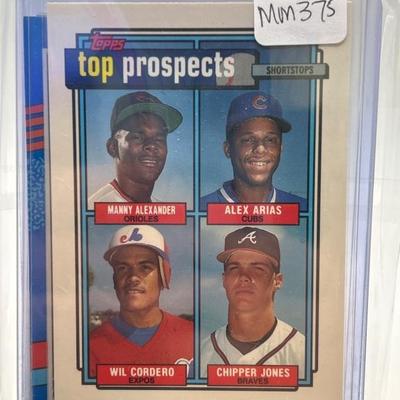 MM375
Topps
top prospects
SHORTSTOPS
MANNY ALEXANDER
ORIOLES
ALEX ARIAS
CUBS
WIL CORDERO
EXPOS
CHIPPER JONES
BRAVES